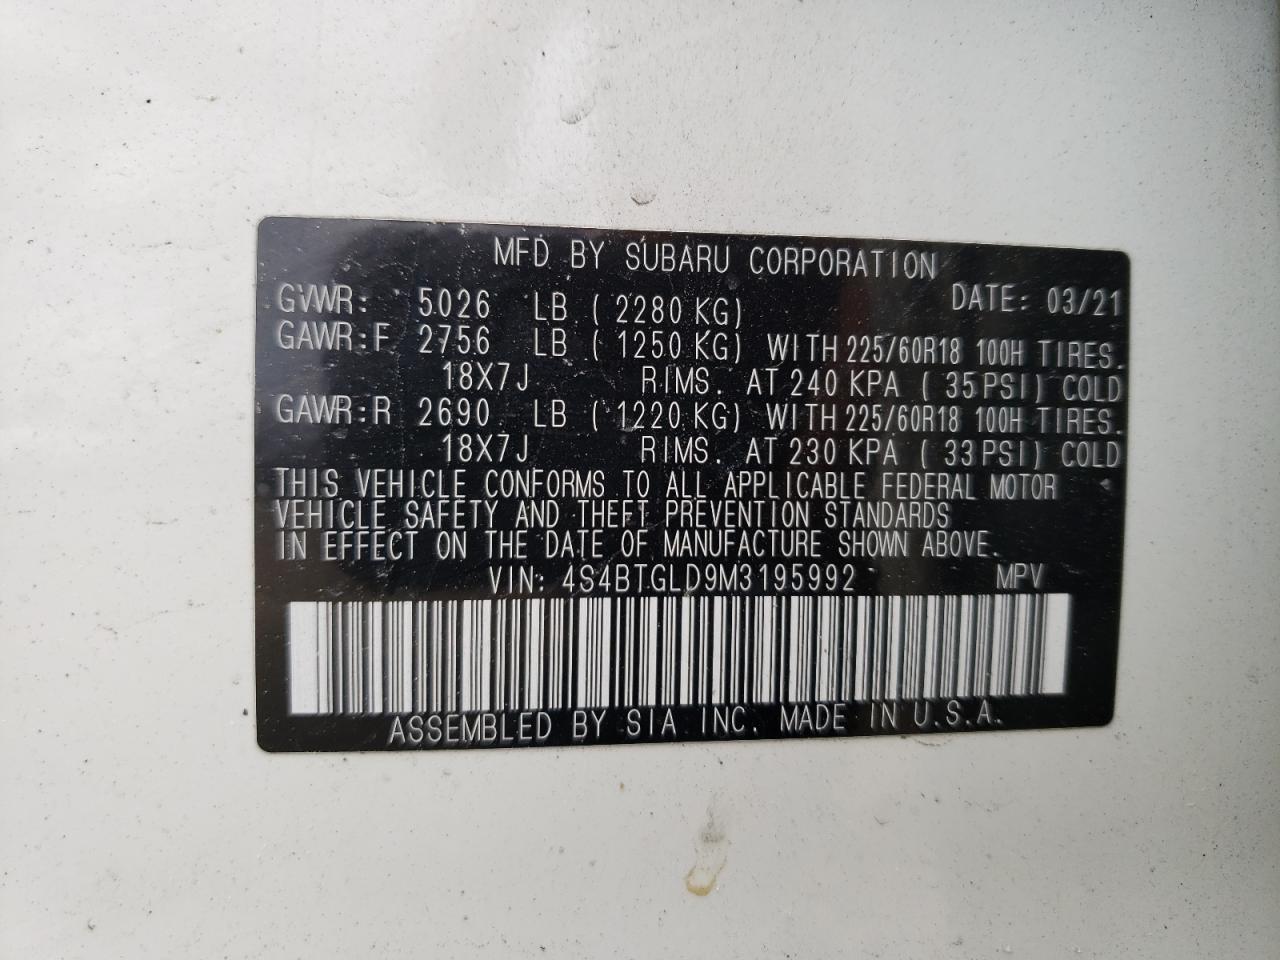 MFD BY SUBARU CORPORATION
GVWR: 5026 LB ( 2280 KG) DATE: 03/21
GAWR:F 2756 LB ( 1250 KG) WITH 225/60R18 100H TIRES.
18X7J RIMS. AT 240 KPA ( 35PSI) COLD
GAWR:R 2690 LB ( 1220 KG) WITH 225/60R18 100H TIRES.
18X7J RIMS. AT 230 KPA ( 33PSI) COLD
THIS VEHICLE CONFORMS TO ALL APPLICABLE FEDERAL MOTOR
VEHICLE SAFETY AND THEFT PREVENTION STANDARDS
IN EFFECT ON THE DATE OF MANUFACTURE SHOWN ABOVE.
VIN: 4S4BTGLD9M3195992 MPV
ASSEMBLED BY SIA INC. MADE IN U.S.A.